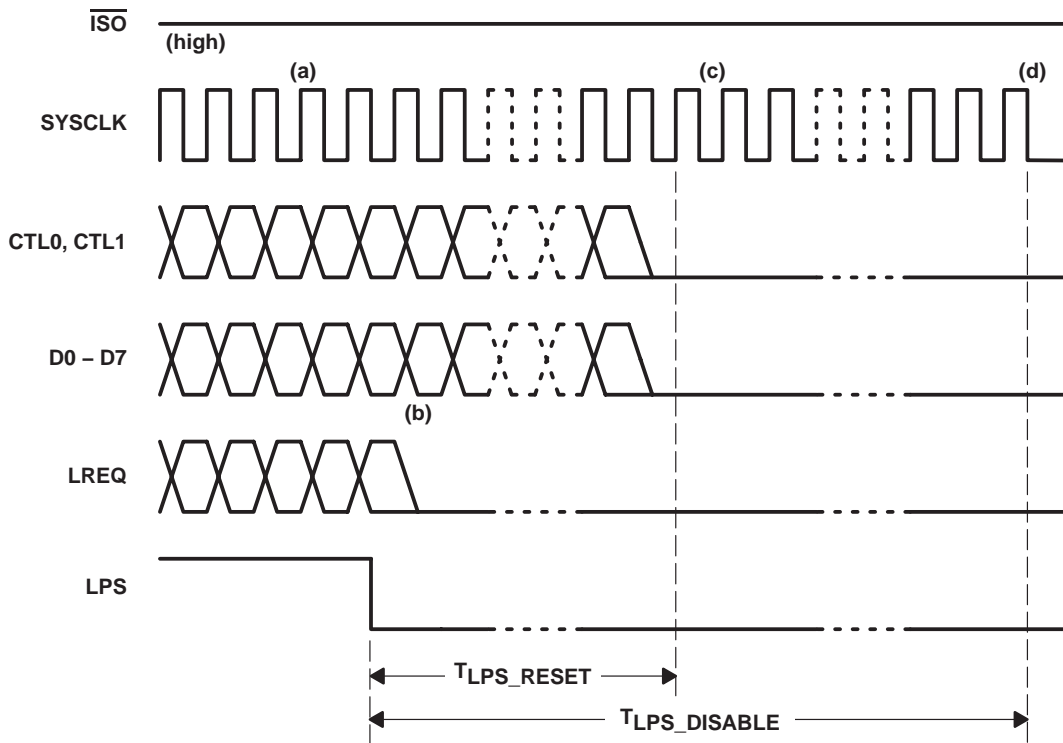 ISO
(high)
(a)
(c)
(d)
SYSCLK
CTL0, CTL1
D0 – D7
(b)
LREQ
LPS
TLPS_RESET
TLPS_DISABLE